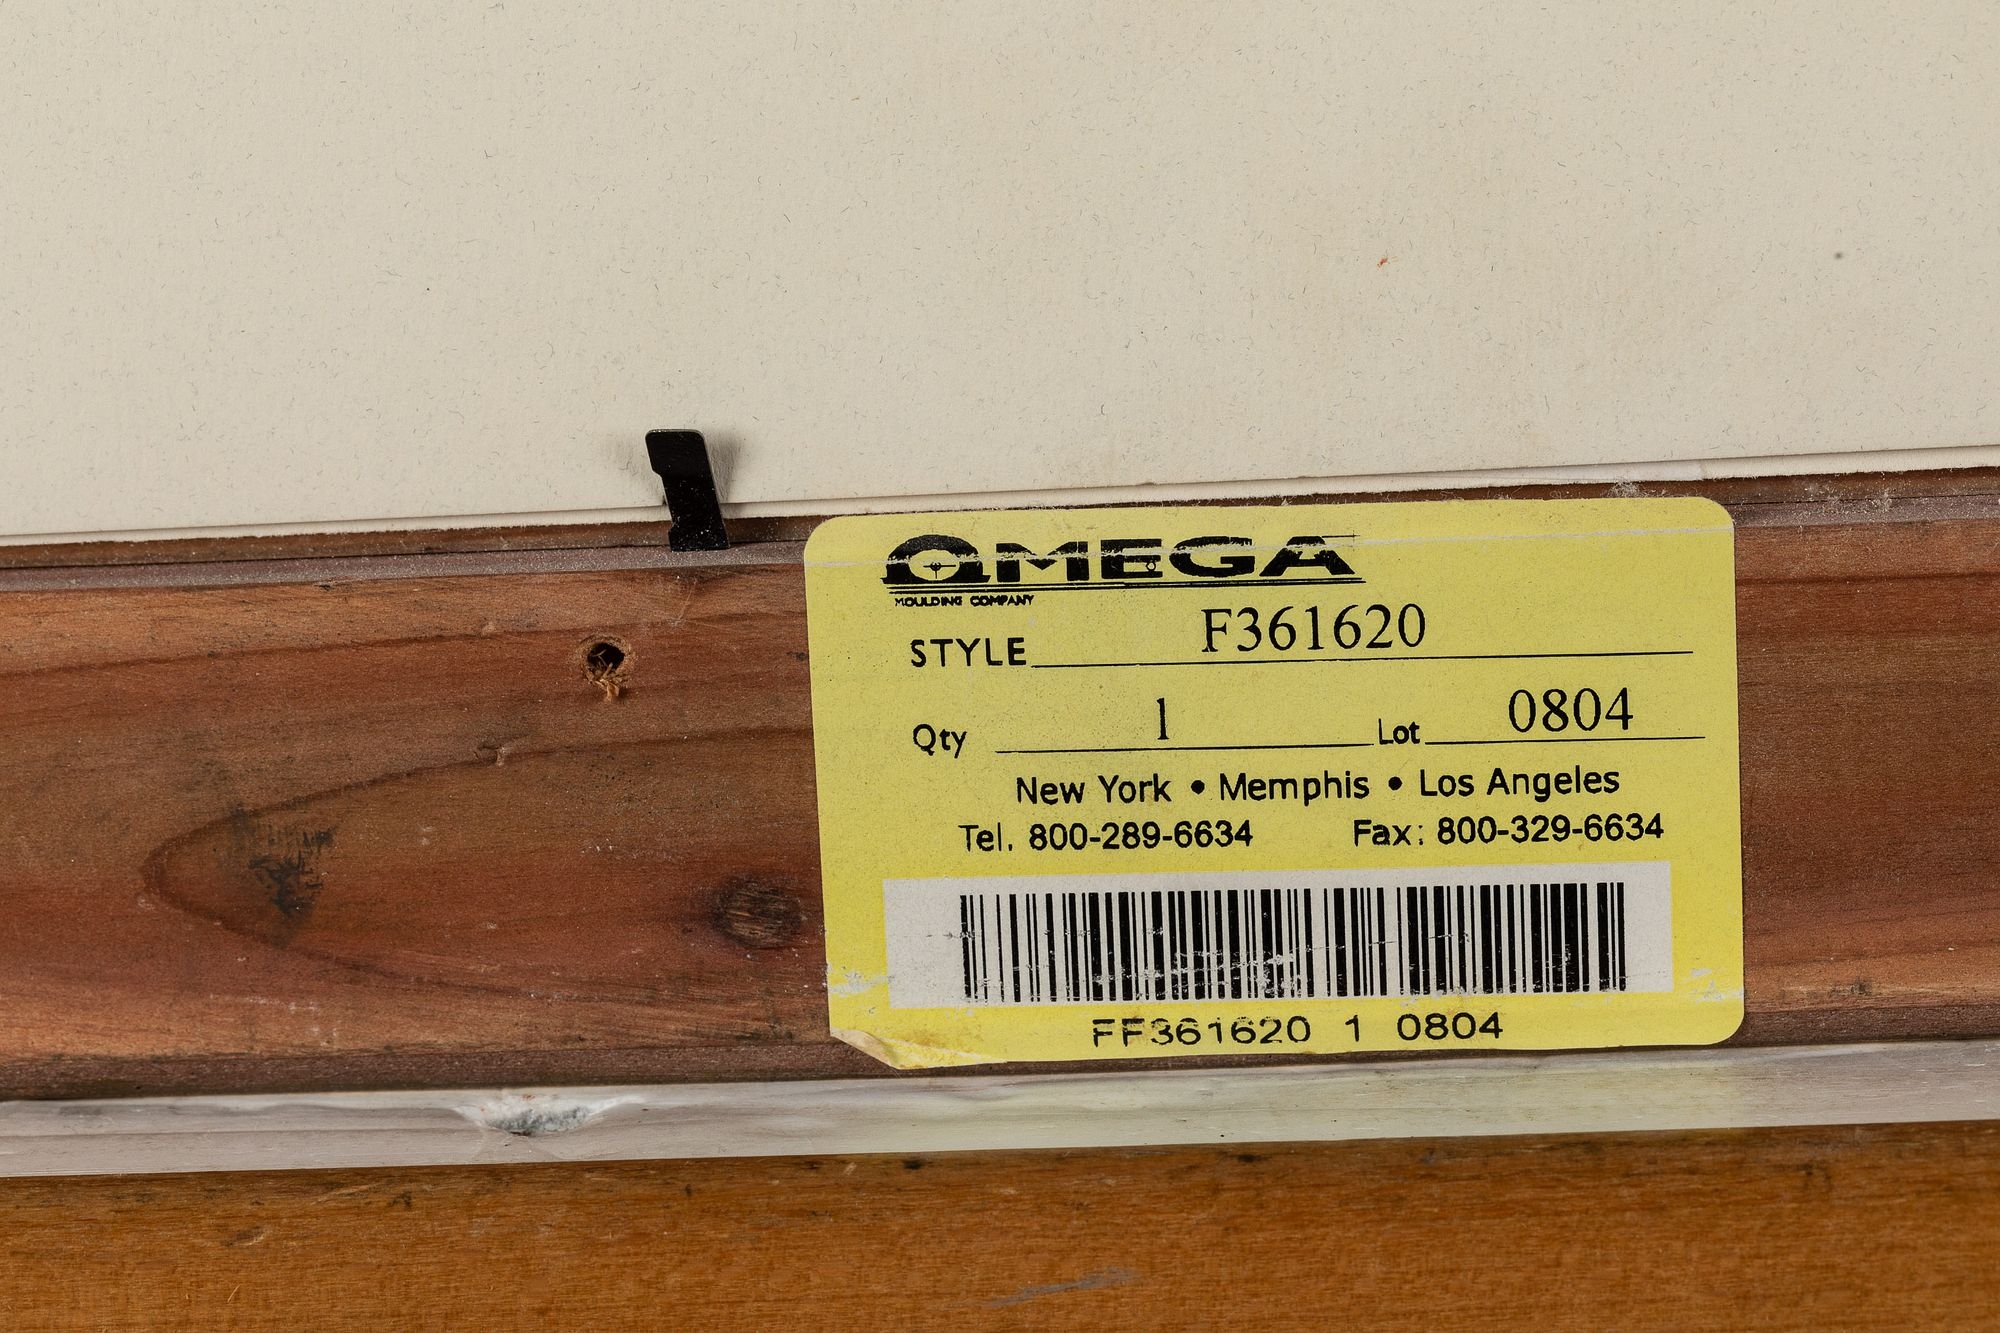 OMEGA
MOULDING COMPANY
STYLE F361620
Qty 1 Lot 0804
New York • Memphis • Los Angeles
Tel. 800-289-6634 Fax: 800-329-6634
FF361620 1 0804